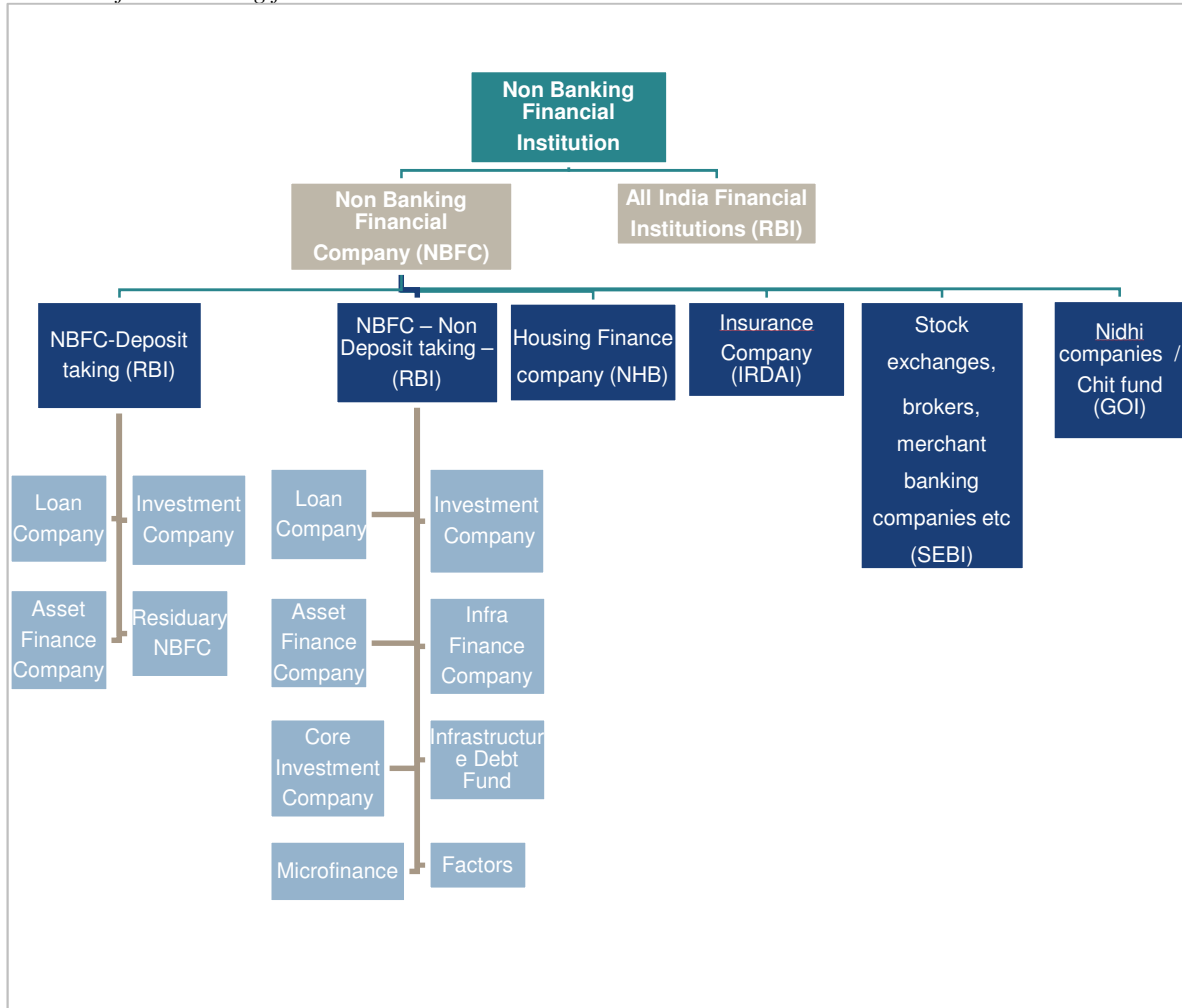 Non Banking
Financial
Institution
Non Banking
Financial
Company (NBFC)
All India Financial
Institutions (RBI)
NBFC-Deposit
taking (RBI)
NBFC – Non
Deposit taking –
(RBI)
Housing Finance
company (NHB)
Insurance
Company
(IRDAI)
Stock
exchanges,
brokers,
merchant
banking
companies etc
(SEBI)
Nidhi
companies /
Chit fund
(GOI)
Loan
Company
Investment
Company
Asset
Finance
Company
Residuary
NBFC
Loan
Company
Investment
Company
Asset
Finance
Company
Infra
Finance
Company
Core
Investment
Company
Infrastructur
e Debt
Fund
Microfinance
Factors